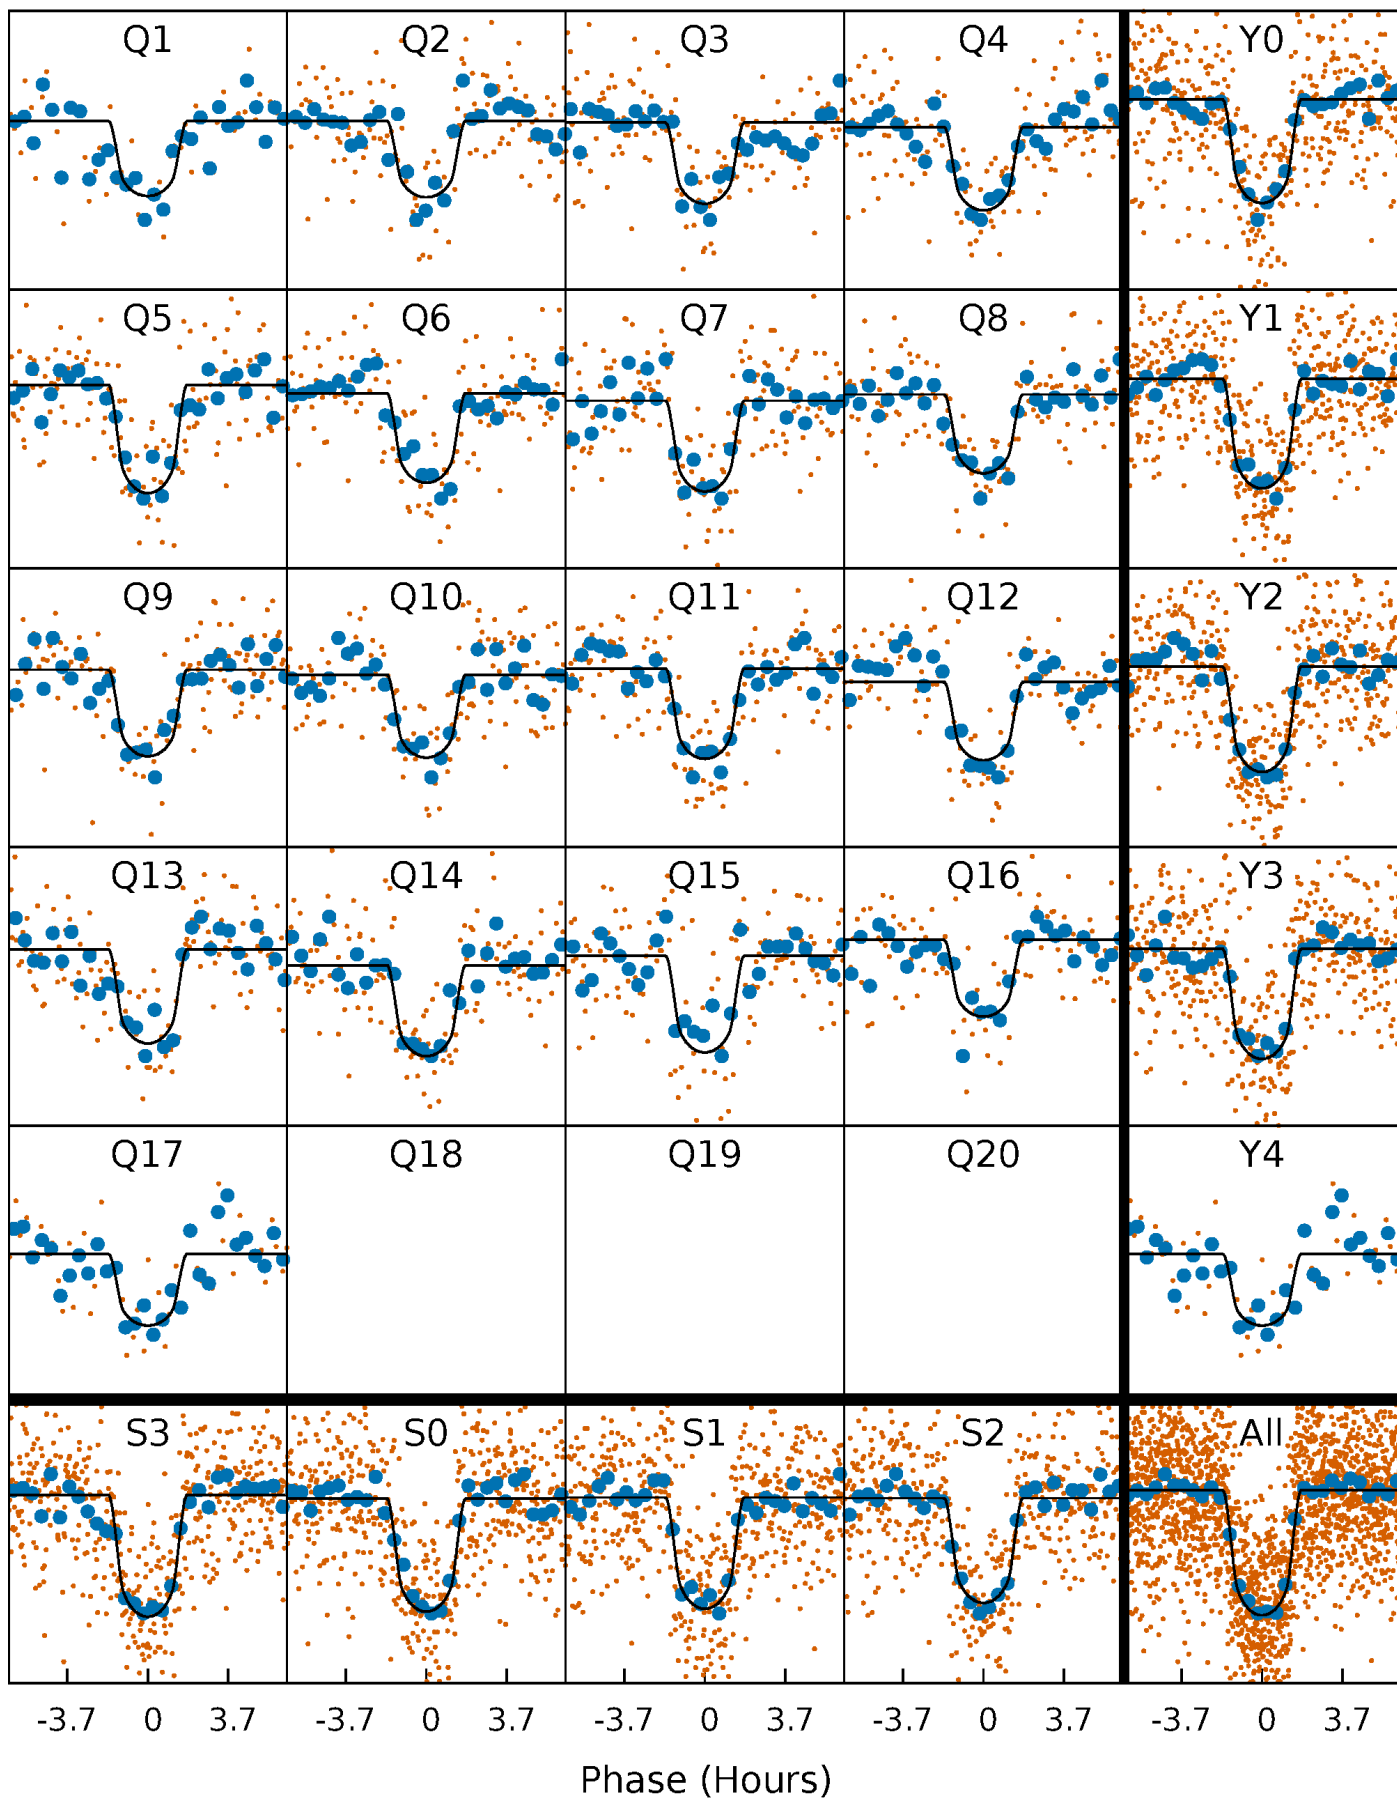 Q1 Q2 Q3 Q4 Y0
Q5 Q6 Q7 Q8 Y1
Q9 Q10 Q11 Q12 Y2
Q13 Q14 Q15 Q16 Y3
Q17 Q18 Q19 Q20 Y4
S3 S0 S1 S2 All
-3.7 0 3.7 -3.7 0 3.7 -3.7 0 3.7 -3.7 0 3.7 -3.7 0 3.7
Phase (Hours)